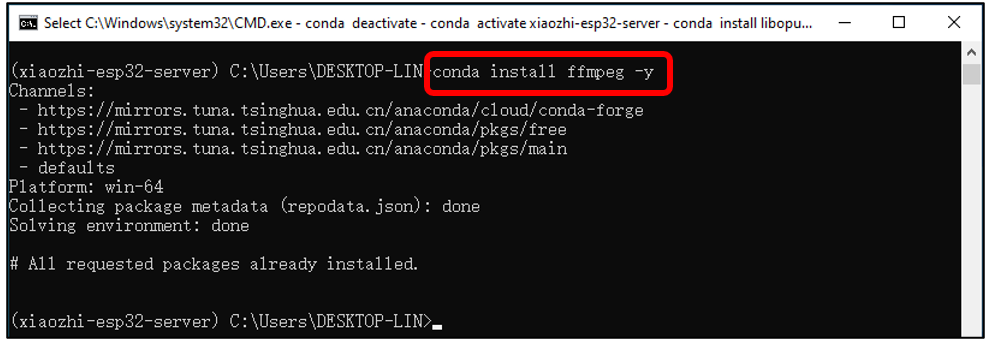 Select C:\Windows\system32\CMD.exe - conda deactivate - conda activate xiaozhi-esp32-server - conda install libopu...
(xiaozhi-esp32-server) C:\Users\DESKTOP-LIN>conda install ffmpeg -y
Channels:
 - https://mirrors.tuna.tsinghua.edu.cn/anaconda/cloud/conda-forge
 - https://mirrors.tuna.tsinghua.edu.cn/anaconda/pkgs/free
 - https://mirrors.tuna.tsinghua.edu.cn/anaconda/pkgs/main
 - defaults
Platform: win-64
Collecting package metadata (repodata.json): done
Solving environment: done
# All requested packages already installed.
(xiaozhi-esp32-server) C:\Users\DESKTOP-LIN>